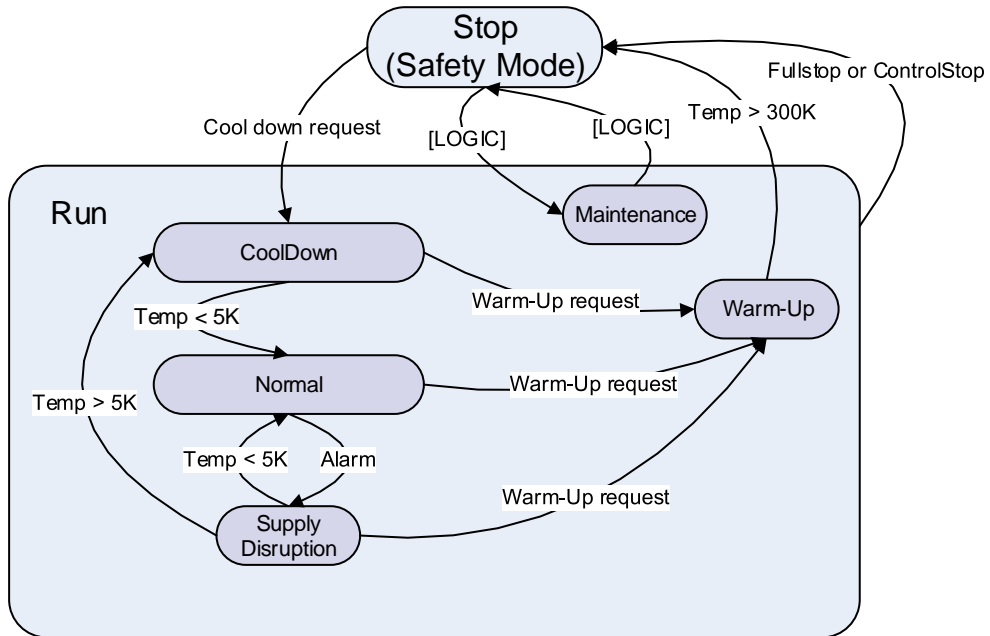 Stop
(Safety Mode)
Fullstop or ControlStop
Temp > 300K
Cool down request
[LOGIC]
[LOGIC]
Run
Maintenance
CoolDown
Warm-Up request
Warm-Up
Temp < 5K
Normal
Warm-Up request
Temp > 5K
Temp < 5K
Alarm
Warm-Up request
Supply
Disruption